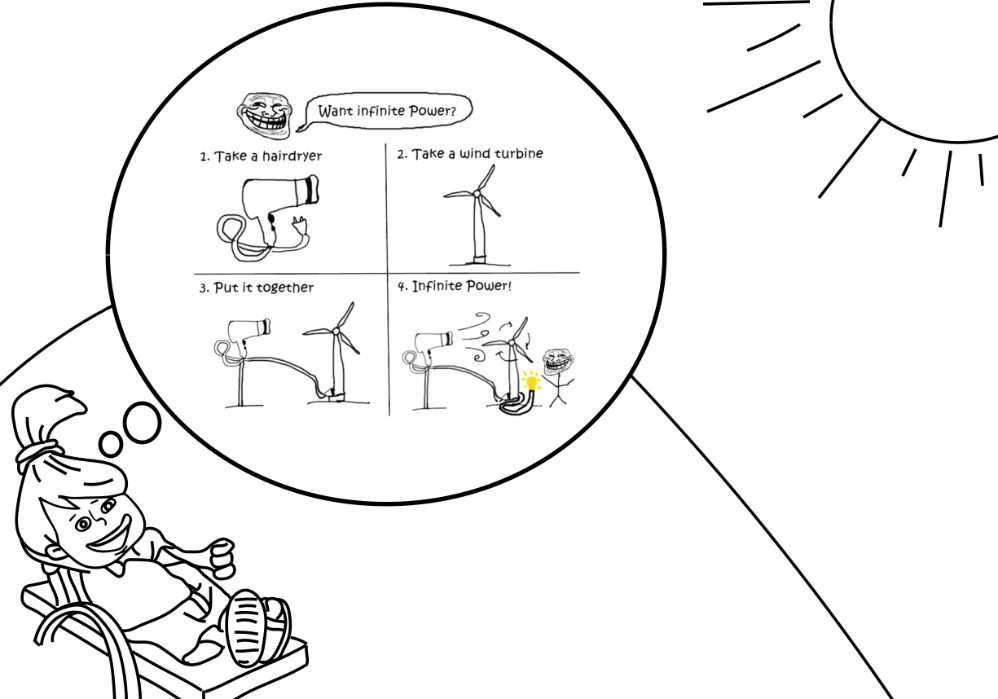 Want infinite Power?
1. Take a hairdryer
2. Take a wind turbine
3. Put it together
4. Infinite Power!